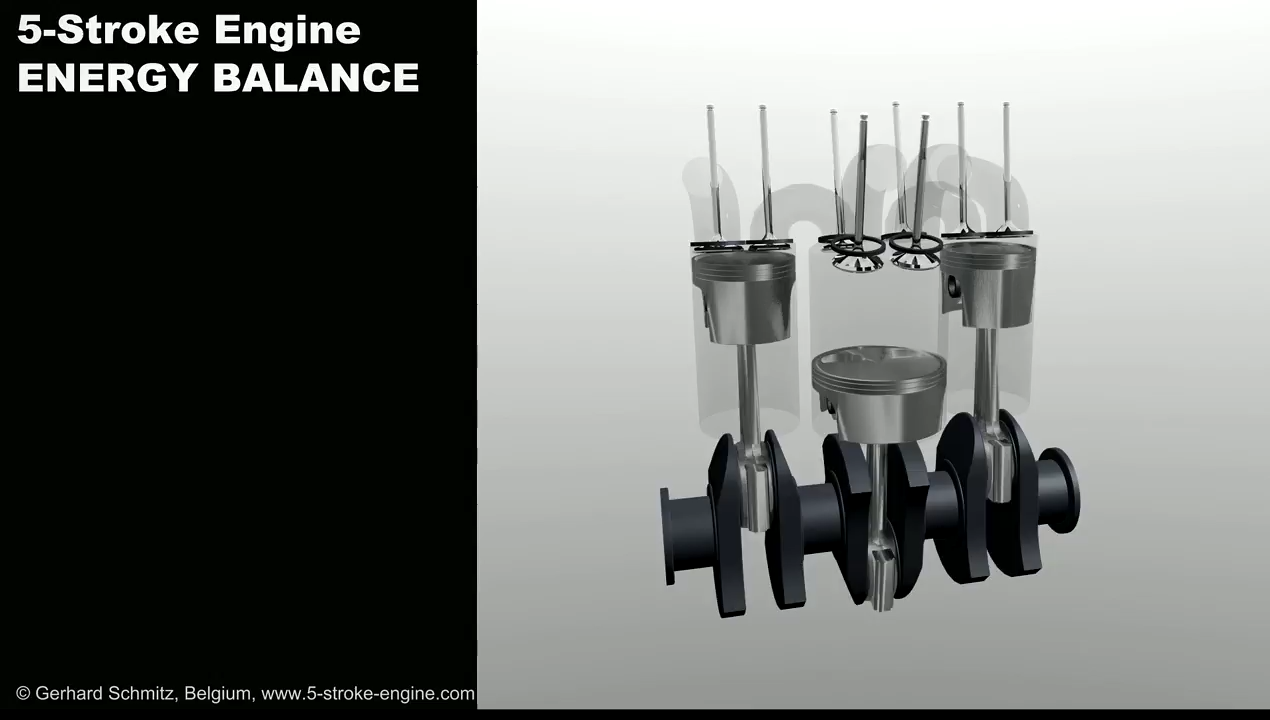 5-Stroke Engine
ENERGY BALANCE
© Gerhard Schmitz, Belgium, www.5-stroke-engine.com